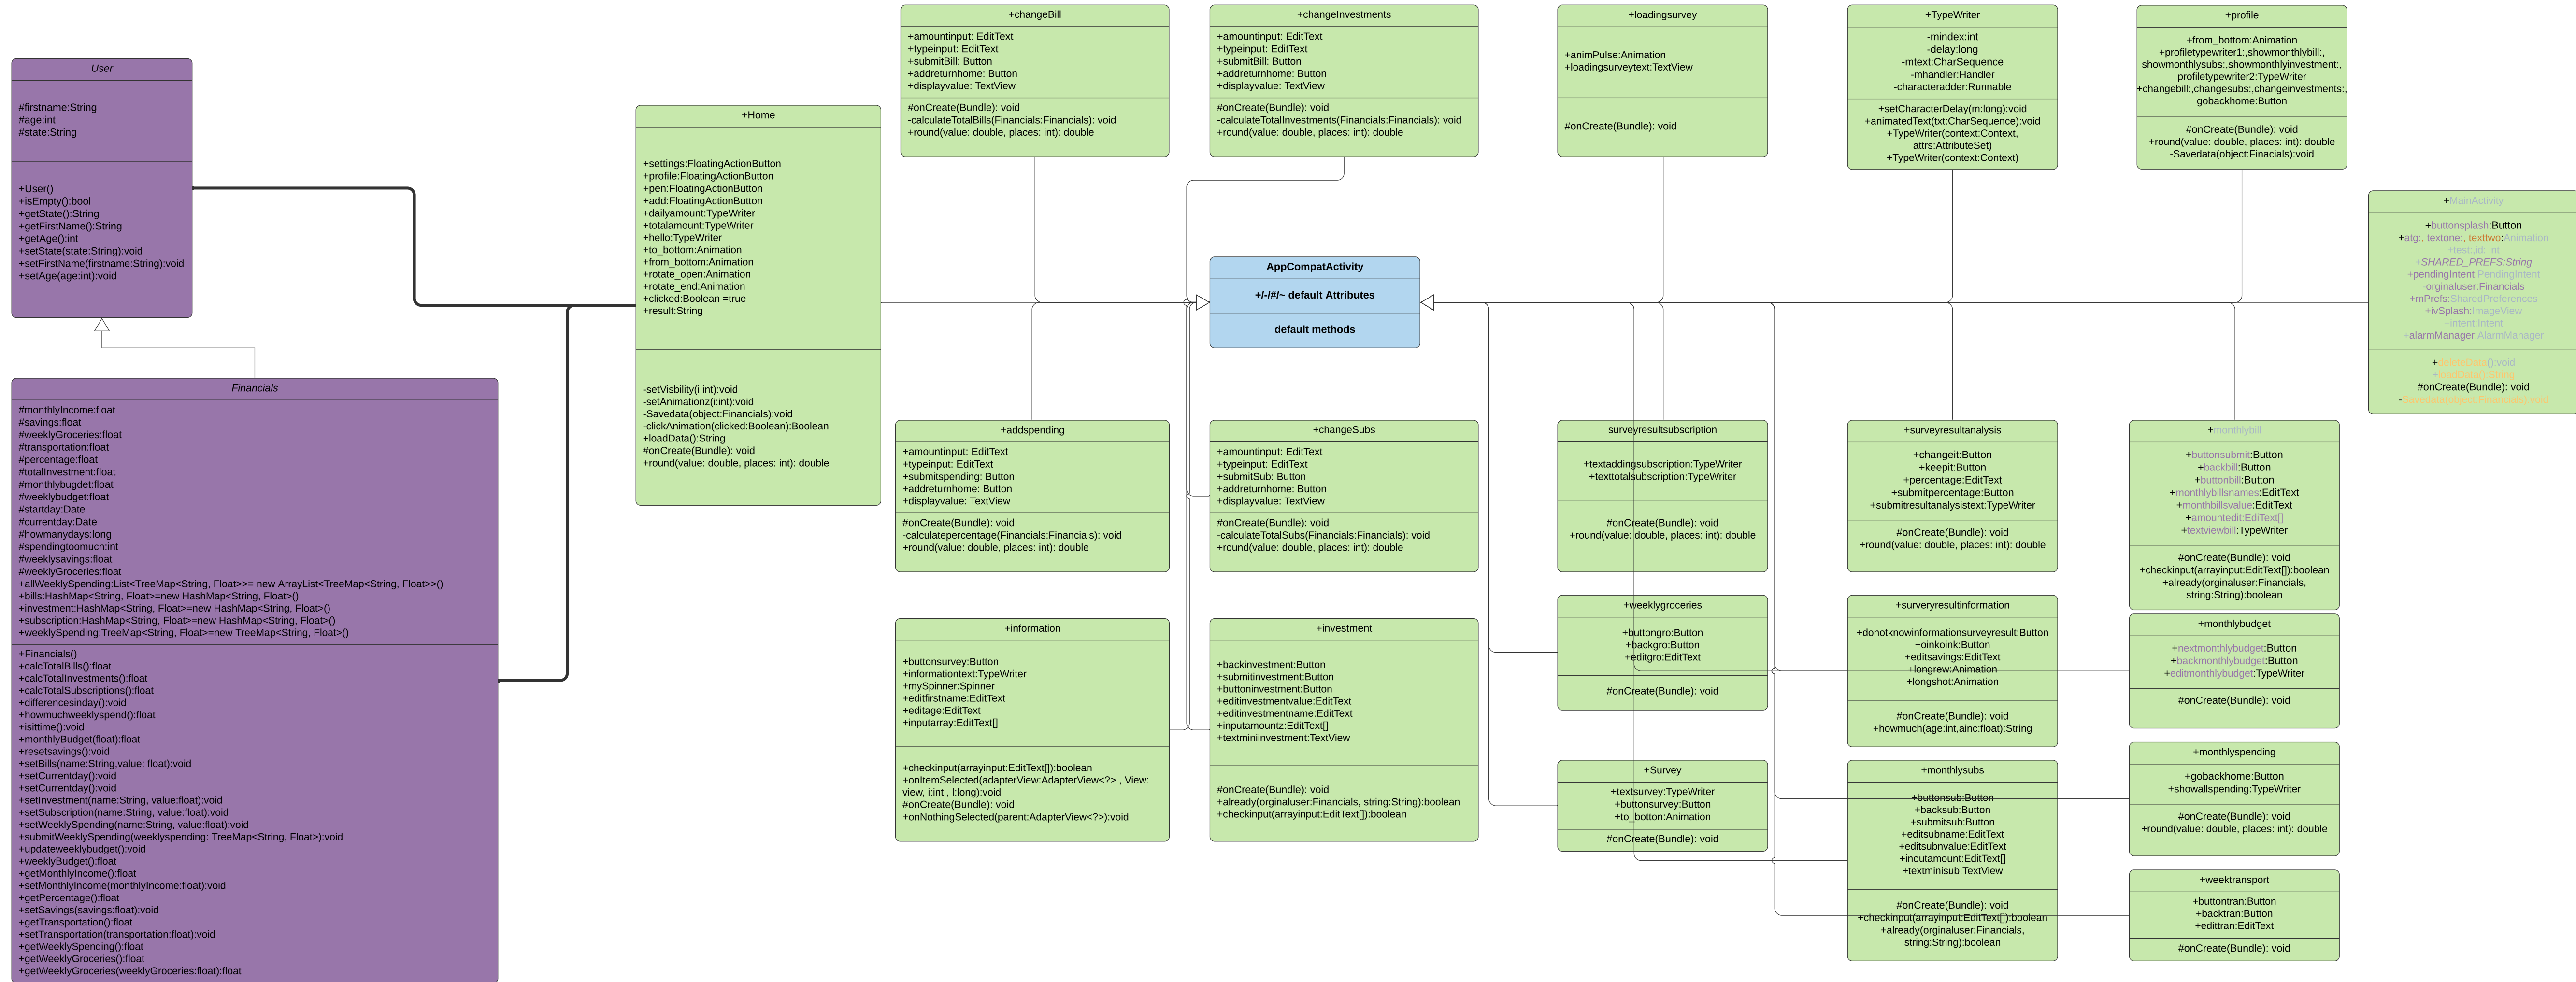 User
#firstname:String
#age:int
#state:String
+User()
+isEmpty():bool
+getState():String
+getFirstName():String
+getAge():int
+setState(state:String):void
+setFirstName(firstname:String):void
+setAge(age:int):void
Financials
#monthlyIncome:float
#savings:float
#weeklyGroceries:float
#transportation:float
#percentage:float
#totalInvestment:float
#monthlybugdet:float
#weeklybudget:float
#startday:Date
#currentday:Date
#howmanydays:long
#spendingtoomuch:int
#weeklysavings:float
#weeklyGroceries:float
+allWeeklySpending:List<TreeMap<String, Float>>= new ArrayList<TreeMap<String, Float>>()
+bills:HashMap<String, Float>=new HashMap<String, Float>()
+investment:HashMap<String, Float>=new HashMap<String, Float>()
+subscription:HashMap<String, Float>=new HashMap<String, Float>()
+weeklySpending:TreeMap<String, Float>=new TreeMap<String, Float>()
+Financials()
+calcTotalBills():float
+calcTotalInvestments():float
+calcTotalSubscriptions():float
+differencesinday():void
+howmuchweeklyspend():float
+isittime():void
+monthlyBudget(float):float
+resetsavings():void
+setBills(name:String,value: float):void
+setCurrentday():void
+setCurrentday():void
+setInvestment(name:String, value:float):void
+setSubscription(name:String, value:float):void
+setWeeklySpending(name:String, value:float):void
+submitWeeklySpending(weeklyspending: TreeMap<String, Float>):void
+updateweeklybudget():void
+weeklyBudget():float
+getMonthlyIncome():float
+setMonthlyIncome(monthlyIncome:float):void
+getPercentage():float
+setSavings(savings:float):void
+getTransportation():float
+setTransportation(transportation:float):void
+getWeeklySpending():float
+getWeeklyGroceries():float
+getWeeklyGroceries(weeklyGroceries:float):float
+Home
+settings:FloatingActionButton
+profile:FloatingActionButton
+pen:FloatingActionButton
+add:FloatingActionButton
+dailyamount:TypeWriter
+totalamount:TypeWriter
+hello:TypeWriter
+to_bottom:Animation
+from_bottom:Animation
+rotate_open:Animation
+rotate_end:Animation
+clicked:Boolean =true
+result:String
-setVisbility(i:int):void
-setAnimationz(i:int):void
-Savedata(object:Financials):void
-clickAnimation(clicked:Boolean):Boolean
+loadData():String
#onCreate(Bundle): void
+round(value: double, places: int): double
+changeBill
+amountinput: EditText
+typeinput: EditText
+submitBill: Button
+addreturnhome: Button
+displayvalue: TextView
#onCreate(Bundle): void
-calculateTotalBills(Financials:Financials): void
+round(value: double, places: int): double
+changeInvestments
+amountinput: EditText
+typeinput: EditText
+submitBill: Button
+addreturnhome: Button
+displayvalue: TextView
#onCreate(Bundle): void
-calculateTotalInvestments(Financials:Financials): void
+round(value: double, places: int): double
+loadingsurvey
+animPulse:Animation
+loadingsurveytext:TextView
#onCreate(Bundle): void
+TypeWriter
-mindex:int
-delay:long
-mtext:CharSequence
-mhandler:Handler
-characteradder:Runnable
+setCharacterDelay(m:long):void
+animatedText(txt:CharSequence):void
+TypeWriter(context:Context,
attrs:AttributeSet)
+TypeWriter(context:Context)
+profile
+from_bottom:Animation
+profiletypewriter1:,showmonthlybill:,
showmonthlysubs:,showmonthlyinvestment:,
profiletypewriter2:TypeWriter
+changebill:,changesubs:,changeinvestments:,
gobackhome:Button
#onCreate(Bundle): void
+round(value: double, places: int): double
-Savedata(object:Finacials):void
+MainActivity
+buttonsplash:Button
+atg:, textone:, texttwo:Animation
+test:,id: int
+SHARED_PREFS:String
+pendingIntent:PendingIntent
orginaluser:Financials
+mPrefs:SharedPreferences
+ivSplash:ImageView
+intent:Intent
+alarmManager:AlarmManager
#onCreate(Bundle): void
AppCompatActivity
+/-/#/~ default Attributes
default methods
+addspending
+amountinput: EditText
+typeinput: EditText
+submitspending: Button
+addreturnhome: Button
+displayvalue: TextView
#onCreate(Bundle): void
-calculatepercentage(Financials:Financials): void
+round(value: double, places: int): double
+changeSubs
+amountinput: EditText
+typeinput: EditText
+submitSub: Button
+addreturnhome: Button
+displayvalue: TextView
#onCreate(Bundle): void
-calculateTotalSubs(Financials:Financials): void
+round(value: double, places: int): double
surveyresultsubscription
+textaddingsubscription:TypeWriter
+texttotalsubscription:TypeWriter
#onCreate(Bundle): void
+round(value: double, places: int): double
+surveyresultanalysis
+changeit:Button
+keepit:Button
+percentage:EditText
+submitpercentage:Button
+submitresultanalysistext:TypeWriter
#onCreate(Bundle): void
+round(value: double, places: int): double
+monthlybill
+buttonsubmit:Button
+backbill:Button
+buttonbill:Button
+monthlybillsnames:EditText
+monthbillsvalue:EditText
+amountedit:EdiText[]
+textviewbill:TypeWriter
#onCreate(Bundle): void
+checkinput(arrayinput:EditText[]):boolean
+already(orginaluser:Financials,
string:String):boolean
+information
+buttonsurvey:Button
+informationtext:TypeWriter
+mySpinner:Spinner
+editfirstname:EditText
+editage:EditText
+inputarray:EditText[]
+checkinput(arrayinput:EditText[]):boolean
+onItemSelected(adapterView:AdapterView<?> , View:
view, i:int , l:long):void
#onCreate(Bundle): void
+onNothingSelected(parent:AdapterView<?>):void
+investment
+backinvestment:Button
+submitinvestment:Button
+buttoninvestment:Button
+editinvestmentvalue:EditText
+editinvestmentname:EditText
+inputamountz:EditText[]
+textminiinvestment:TextView
#onCreate(Bundle): void
+already(orginaluser:Financials, string:String):boolean
+checkinput(arrayinput:EditText[]):boolean
+weeklygroceries
+buttongro:Button
+backgro:Button
+editgro:EditText
#onCreate(Bundle): void
+surveryresultinformation
+donotknowinformationsurveyresult:Button
+oinkoink:Button
+editsavings:EditText
+longrew:Animation
+longshot:Animation
#onCreate(Bundle): void
+howmuch(age:int,ainc:float):String
+monthlybudget
+nextmonthlybudget:Button
+backmonthlybudget:Button
+editmonthlybudget:TypeWriter
#onCreate(Bundle): void
+Survey
+textsurvey:TypeWriter
+buttonsurvey:Button
+to_botton:Animation
#onCreate(Bundle): void
+monthlysubs
+buttonsub:Button
+backsub:Button
+submitsub:Button
+editsubname:EditText
+editsubnvalue:EditText
+inoutamount:EditText[]
+textminisub:TextView
#onCreate(Bundle): void
+checkinput(arrayinput:EditText[]):boolean
+already(orginaluser:Financials,
string:String):boolean
+monthlyspending
+gobackhome:Button
+showallspending:TypeWriter
#onCreate(Bundle): void
+round(value: double, places: int): double
+weektransport
+buttontran:Button
+backtran:Button
+edittran:EditText
#onCreate(Bundle): void